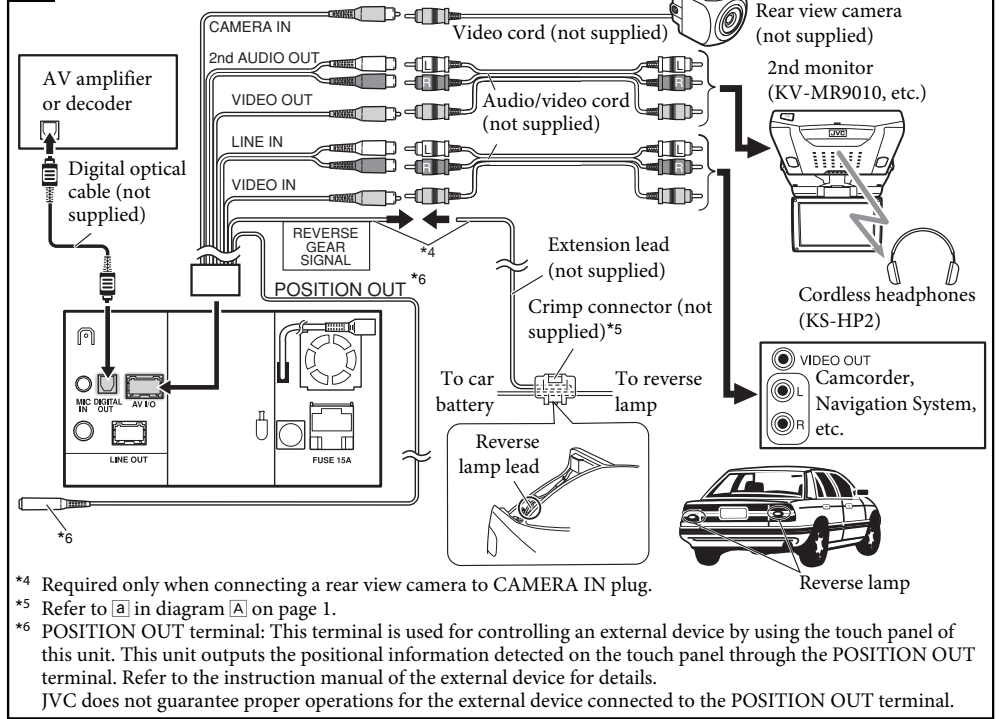 CAMERA IN
Video cord (not supplied)
Rear view camera
(not supplied)
2nd AUDIO OUT
L
R
L
R
VIDEO OUT
Audio/video cord
(not supplied)
2nd monitor
(KV-MR9010, etc.)
JVC
AV amplifier
or decoder
LINE IN
L
R
L
R
VIDEO IN
Digital optical
cable (not
supplied)
REVERSE
GEAR
SIGNAL
*4
Extension lead
(not supplied)
Cordless headphones
(KS-HP2)
POSITION OUT *6
Crimp connector (not
supplied)*5
To car
battery
To reverse
lamp
VIDEO OUT
L
R
Camcorder,
Navigation System,
etc.
MIC
IN
DIGITAL
OUT
AV I/O
LINE OUT
FUSE 15A
Reverse
lamp lead
*6
Reverse lamp
*4 Required only when connecting a rear view camera to CAMERA IN plug.
*5 Refer to a in diagram A on page 1.
*6 POSITION OUT terminal: This terminal is used for controlling an external device by using the touch panel of
this unit. This unit outputs the positional information detected on the touch panel through the POSITION OUT
terminal. Refer to the instruction manual of the external device for details.
JVC does not guarantee proper operations for the external device connected to the POSITION OUT terminal.